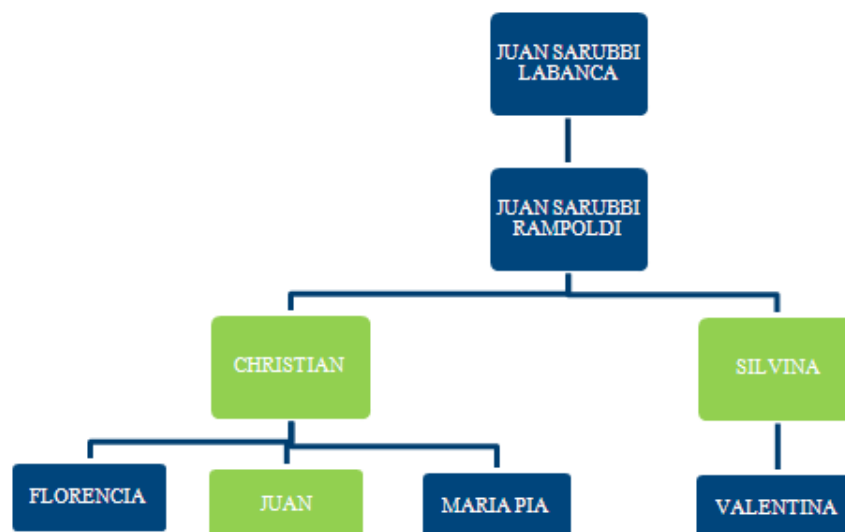 JUAN SARUBBI
LABANCA
JUAN SARUBBI
RAMPOLDI
CHRISTIAN
SILVINA
FLORENCIA
JUAN
MARIA PIA
VALENTINA